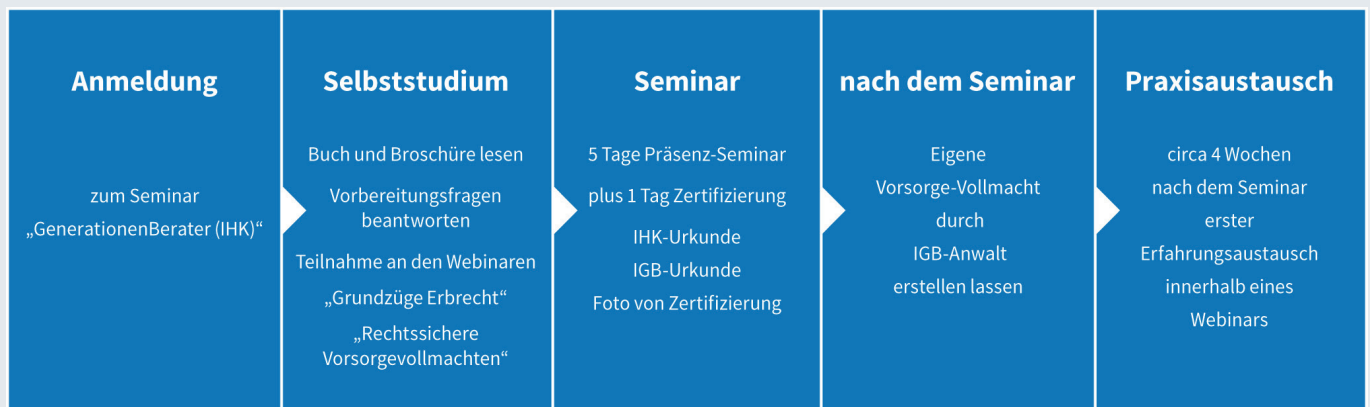 Anmeldung
zum Seminar
„GenerationenBerater (IHK)“
Selbststudium
Buch und Broschüre lesen
Vorbereitungsfragen
beantworten
Teilnahme an den Webinaren
„Grundzüge Erbrecht“
„Rechtssichere
Vorsorgevollmachten“
Seminar
5 Tage Präsenz-Seminar
plus 1 Tag Zertifizierung
IHK-Urkunde
IGB-Urkunde
Foto von Zertifizierung
nach dem Seminar
Eigene
Vorsorge-Vollmacht
durch
IGB-Anwalt
erstellen lassen
Praxisaustausch
circa 4 Wochen
nach dem Seminar
erster
Erfahrungsaustausch
innerhalb eines
Webinars